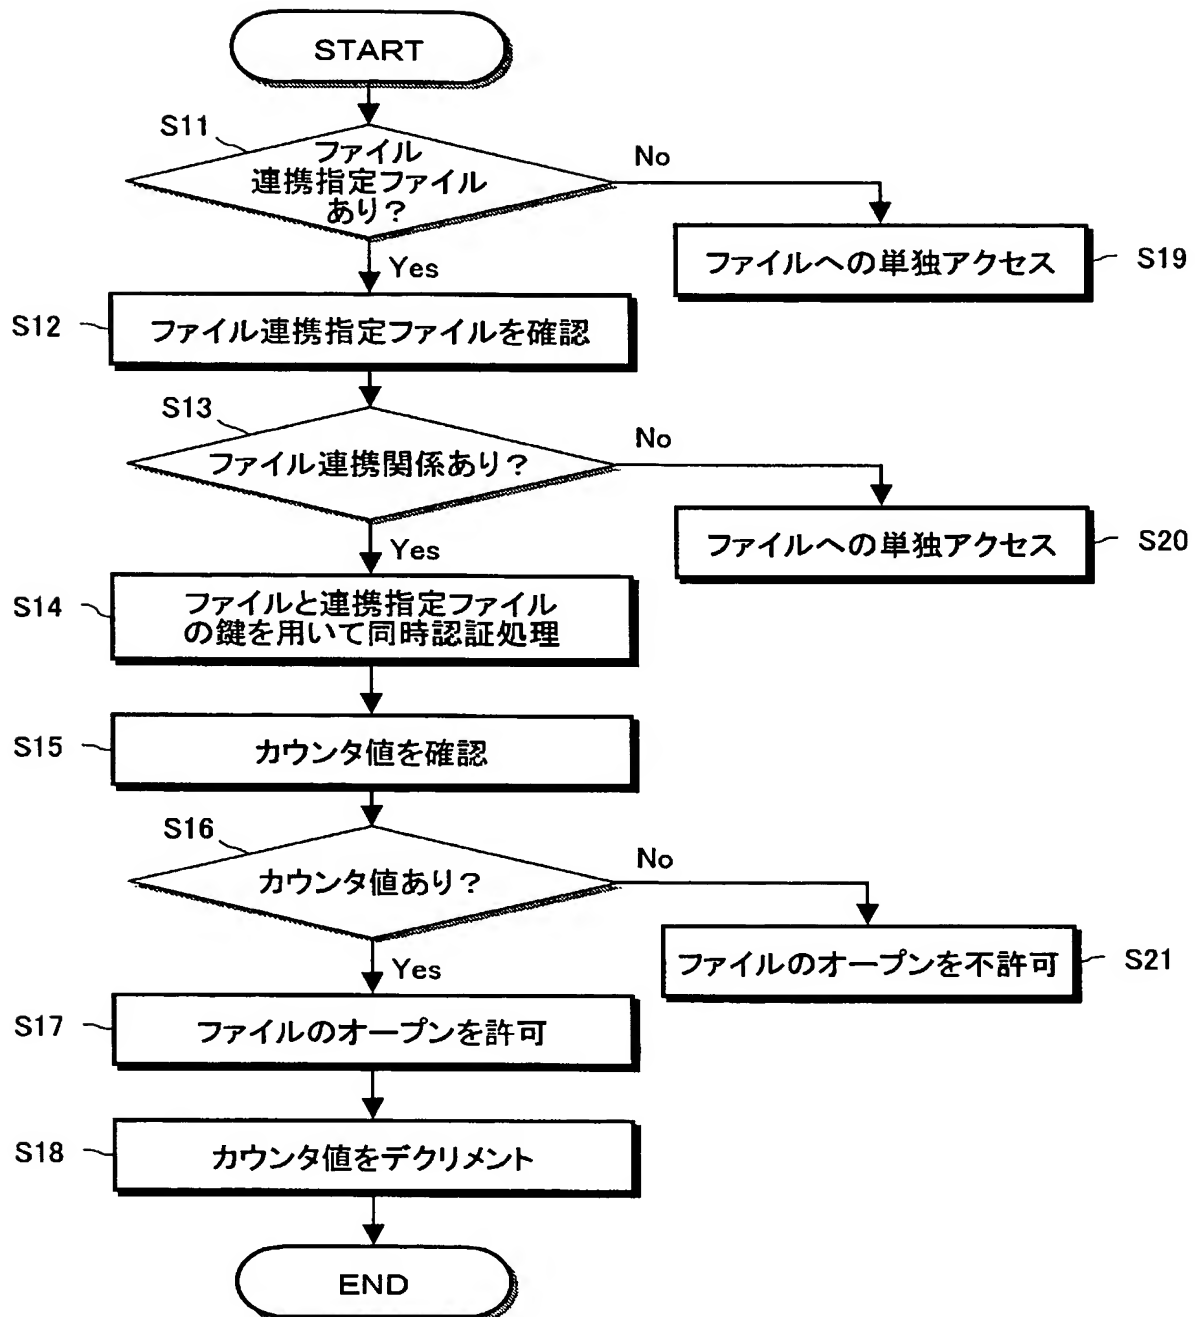 START
S11
ファイル
連携指定ファイル
あり？
No
Yes
ファイルへの単独アクセス
S19
S12
ファイル連携指定ファイルを確認
S13
ファイル連携関係あり？
No
Yes
ファイルへの単独アクセス
S20
S14
ファイルと連携指定ファイル
の鍵を用いて同時認証処理
S15
カウンタ値を確認
S16
カウンタ値あり？
No
Yes
ファイルのオープンを不許可
S21
S17
ファイルのオープンを許可
S18
カウンタ値をデクリメント
END